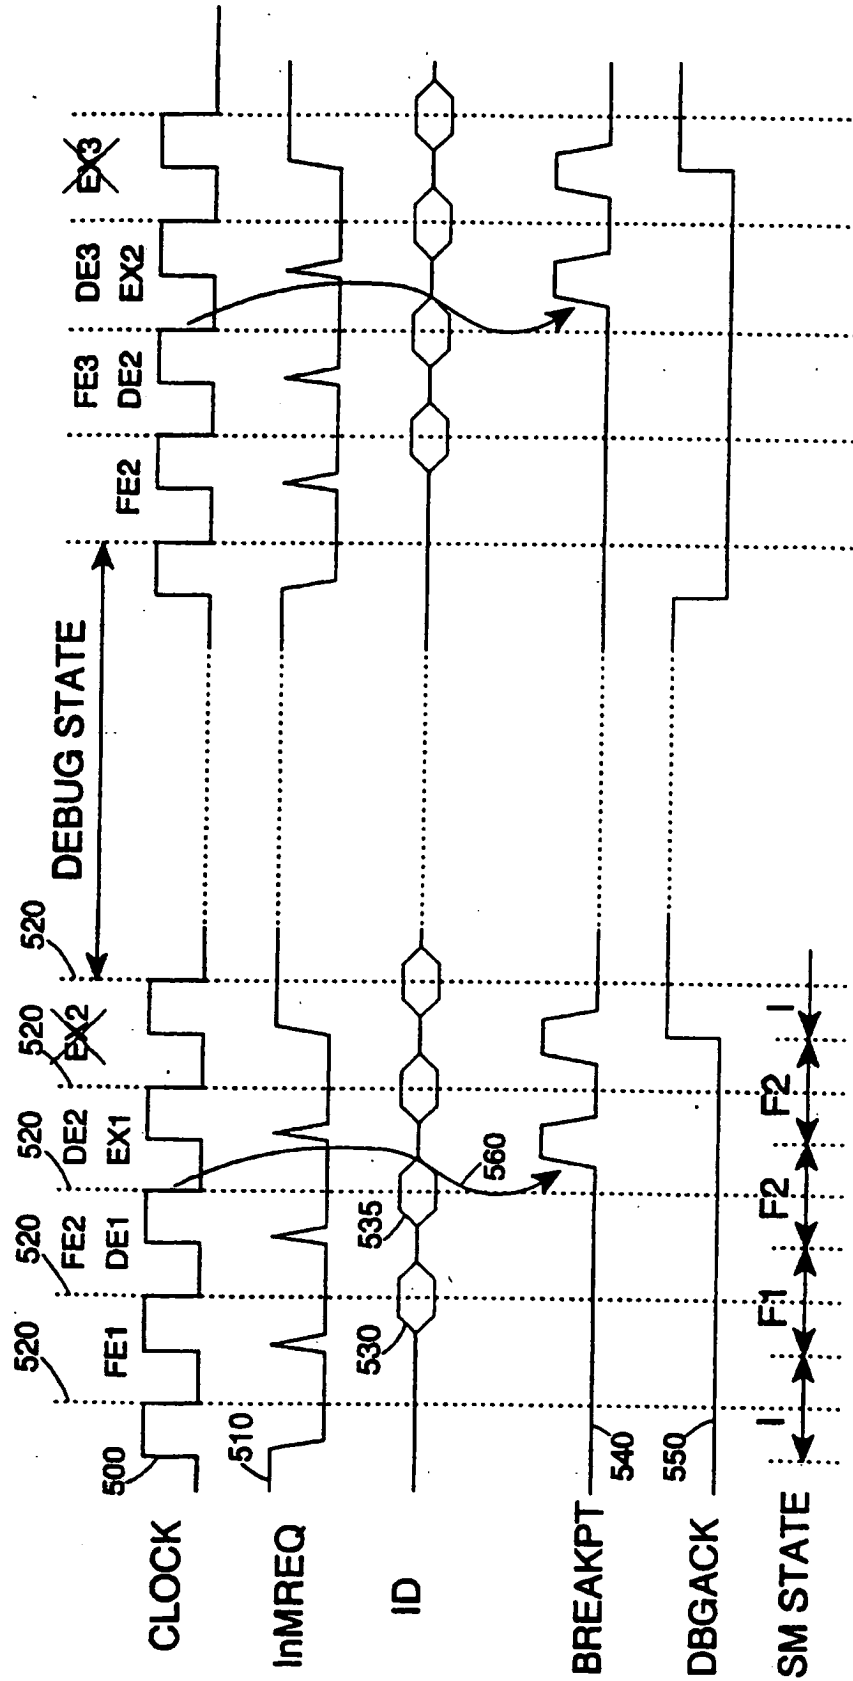 520 520 520 520 520
DEBUG STATE
FE2 DE2 EX2 FE3 DE3 EX3
FE1 DE1 EX1 FE2 DE2 EX2
CLOCK 500
InMREQ 510
ID 530 535
560
BREAKPT 540
DBGACK 550
SM STATE I F1 F2 F2 I